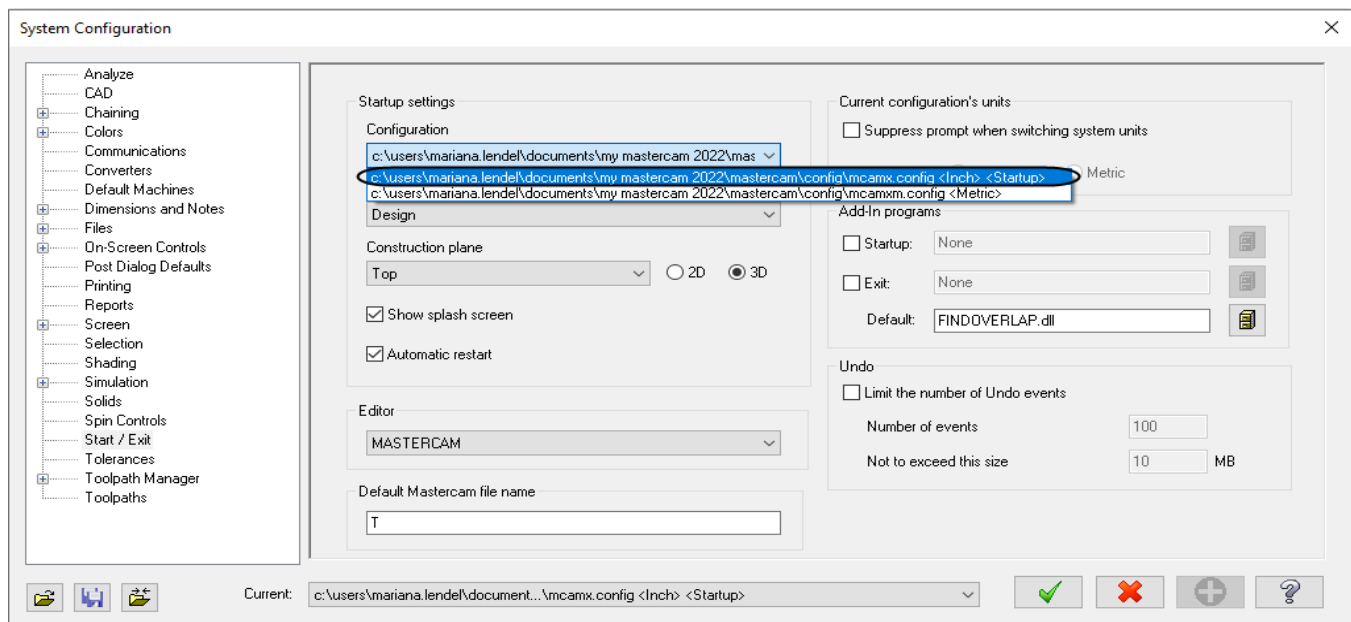 System Configuration
Analyze
CAD
Chaining
Colors
Communications
Converters
Default Machines
Dimensions and Notes
Files
On-Screen Controls
Post Dialog Defaults
Printing
Reports
Screen
Selection
Shading
Simulation
Solids
Spin Controls
Start / Exit
Tolerances
Toolpath Manager
Toolpaths
Startup settings
Configuration
c:\users\mariana.lendel\documents\my mastercam 2022\mas
c:\users\mariana.lendel\documents\my mastercam 2022\mastercam\config\mcamx.config <Inch> <Startup>
c:\users\mariana.lendel\documents\my mastercam 2022\mastercam\config\mcamxm.config <Metric>
Design
Construction plane
Top 2D 3D
Show splash screen
Automatic restart
Editor
MASTERCAM
Default Mastercam file name
T
Current configuration's units
Suppress prompt when switching system units
Metric
Add-In programs
Startup: None
Exit: None
Default: FINDOVERLAP.dll
Undo
Limit the number of Undo events
Number of events 100
Not to exceed this size 10 MB
Current: c:\users\mariana.lendel\document...\mcamx.config <Inch> <Startup>